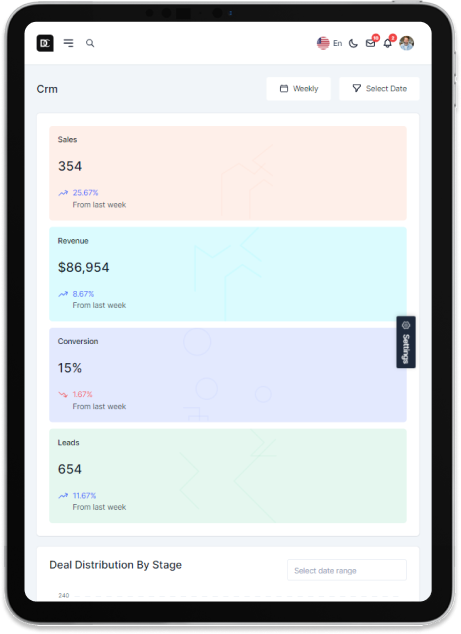 DC
En
Crm
Weekly
Select Date
Sales
354
25.67%
From last week
Revenue
$86,954
8.67%
From last week
Conversion
15%
1.67%
From last week
Settings
Leads
654
11.67%
From last week
Deal Distribution By Stage
Select date range
340